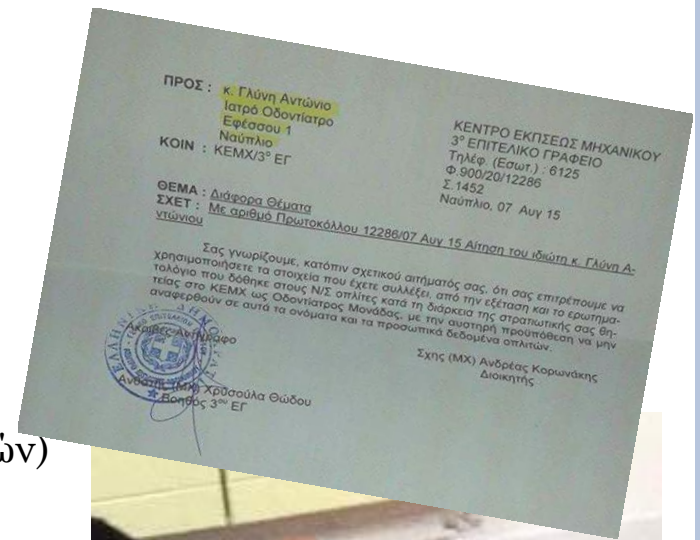 ΠΡΟΣ : κ. Γλύνη Αντώνιο
Ιατρό Οδοντίατρο
Εφέσσου 1
Ναύπλιο
ΚΟΙΝ : ΚΕΜΧ/3° ΕΓ
ΚΕΝΤΡΟ ΕΚΠΣΕΩΣ ΜΗΧΑΝΙΚΟΥ
3° ΕΠΙΤΕΛΙΚΟ ΓΡΑΦΕΙΟ
Τηλέφ. (Εσωτ.) : 6125
Φ.900/20/12286
Σ.1452
Ναύπλιο, 07 Αυγ 15
ΘΕΜΑ : Διάφορα Θέματα
ΣΧΕΤ : Με αριθμό Πρωτοκόλλου 12286/07 Αυγ 15 Αίτηση του ιδιώτη κ. Γλύνη Α-
ντώνιου
Σας γνωρίζουμε, κατόπιν σχετικού αιτήματός σας, ότι σας επιτρέπουμε να
χρησιμοποιήσετε τα στοιχεία που έχετε συλλέξει, από την εξέταση και το ερωτημα-
τολόγιο που δόθηκε στους Ν/Σ οπλίτες κατά τη διάρκεια της στρατιωτικής σας θη-
τείας στο ΚΕΜΧ ως Οδοντίατρος Μονάδας, με την αυστηρή προϋπόθεση να μην
αναφερθούν σε αυτά τα ονόματα και τα προσωπικά δεδομένα οπλιτών.
Σχης (ΜΧ) Ανδρέας Κορωνάκης
Διοικητής
Ακριβές Αντίγραφο
ΕΛΛΗΝΙΚΗ ΔΗΜΟΚΡΑΤΙΑ
Ανθστης (ΜΧ) Χρυσούλα Θώδου
Βοηθός 3ου ΕΓ
ών)